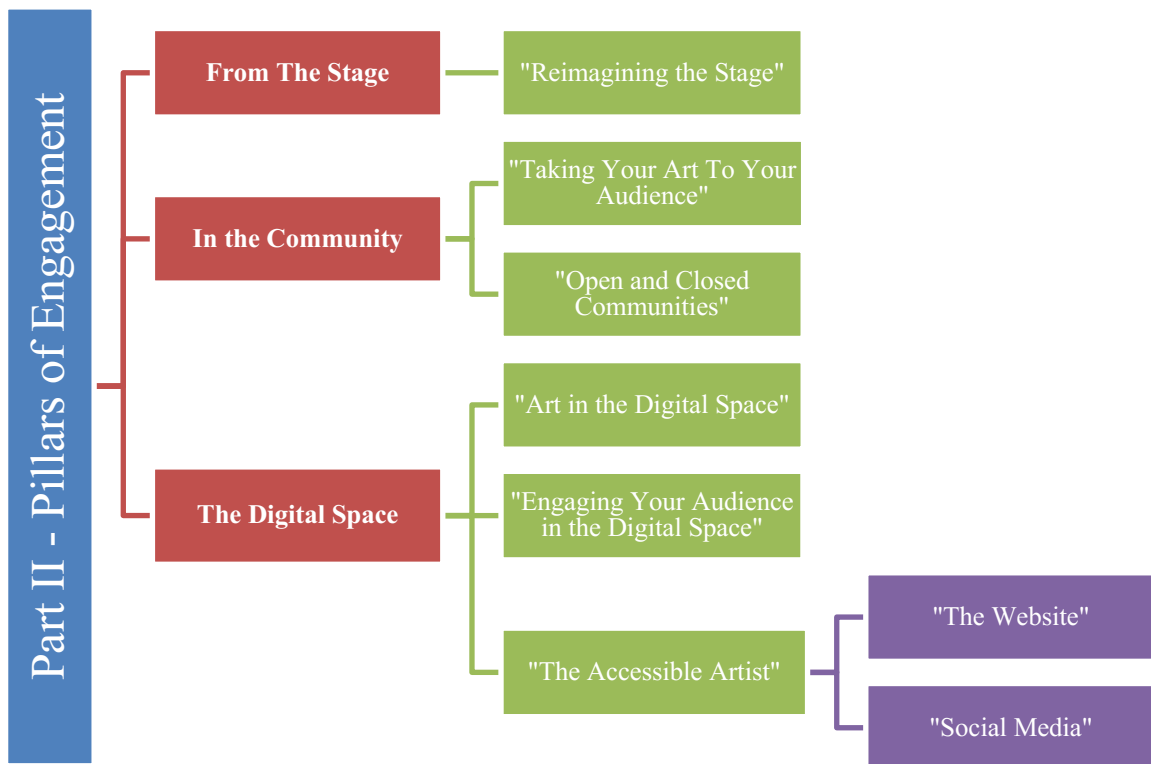 Part II - Pillars of Engagement
From The Stage
"Reimagining the Stage"
In the Community
"Taking Your Art To Your
Audience"
"Open and Closed
Communities"
The Digital Space
"Art in the Digital Space"
"Engaging Your Audience
in the Digital Space"
"The Accessible Artist"
"The Website"
"Social Media"